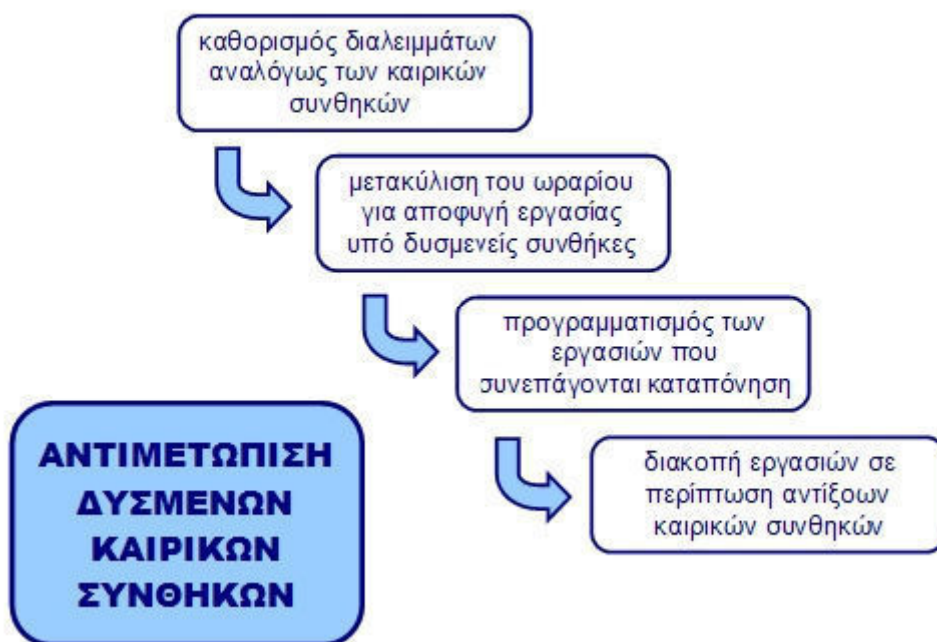 καθορισμός διαλειμμάτων
αναλόγως των καιρικών
συνθηκών
μετακύλιση του ωραρίου
για αποφυγή εργασίας
υπό δυσμενείς συνθήκες
προγραμματισμός των
εργασιών που
συνεπάγονται καταπόνηση
διακοπή εργασιών σε
περίπτωση αντίξοων
καιρικών συνθηκών
ΑΝΤΙΜΕΤΩΠΙΣΗ
ΔΥΣΜΕΝΩΝ
ΚΑΙΡΙΚΩΝ
ΣΥΝΘΗΚΩΝ